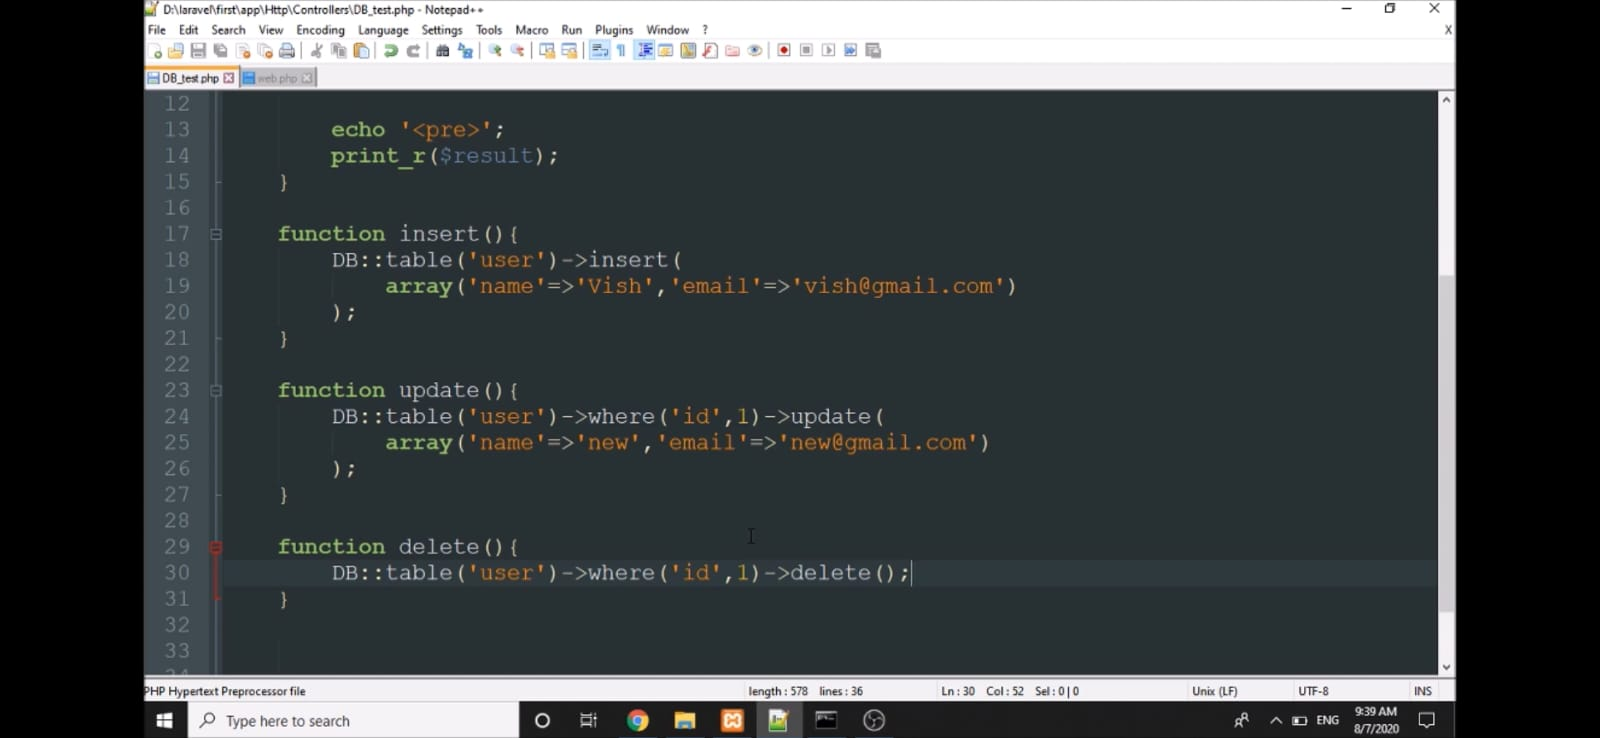 D:\laravel\first\app\Http\Controllers\DB_test.php - Notepad++
File Edit Search View Encoding Language Settings Tools Macro Run Plugins Window ? X
DB_test.php web.php
12
13 echo '<pre>';
14 print_r($result);
15 }
16
17 function insert(){
18 DB::table('user')->insert(
19 array('name'=>'Vish','email'=>'vish@gmail.com')
20 );
21 }
22
23 function update(){
24 DB::table('user')->where('id',1)->update(
25 array('name'=>'new','email'=>'new@gmail.com')
26 );
27 }
28
29 function delete(){
30 DB::table('user')->where('id',1)->delete();
31 }
32
33
34
PHP Hypertext Preprocessor file length : 578 lines : 36 Ln : 30 Col : 52 Sel : 0 | 0 Unix (LF) UTF-8 INS
Type here to search ENG 9:39 AM
8/7/2020